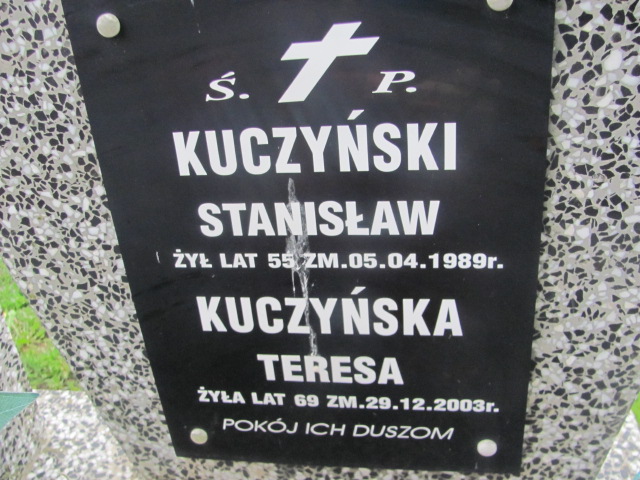 Ś. P.
KUCZYŃSKI
STANISŁAW
ŻYŁ LAT 55 ZM.05.04.1989r.
KUCZYŃSKA
TERESA
ŻYŁA LAT 69 ZM.29.12.2003r.
POKÓJ ICH DUSZOM